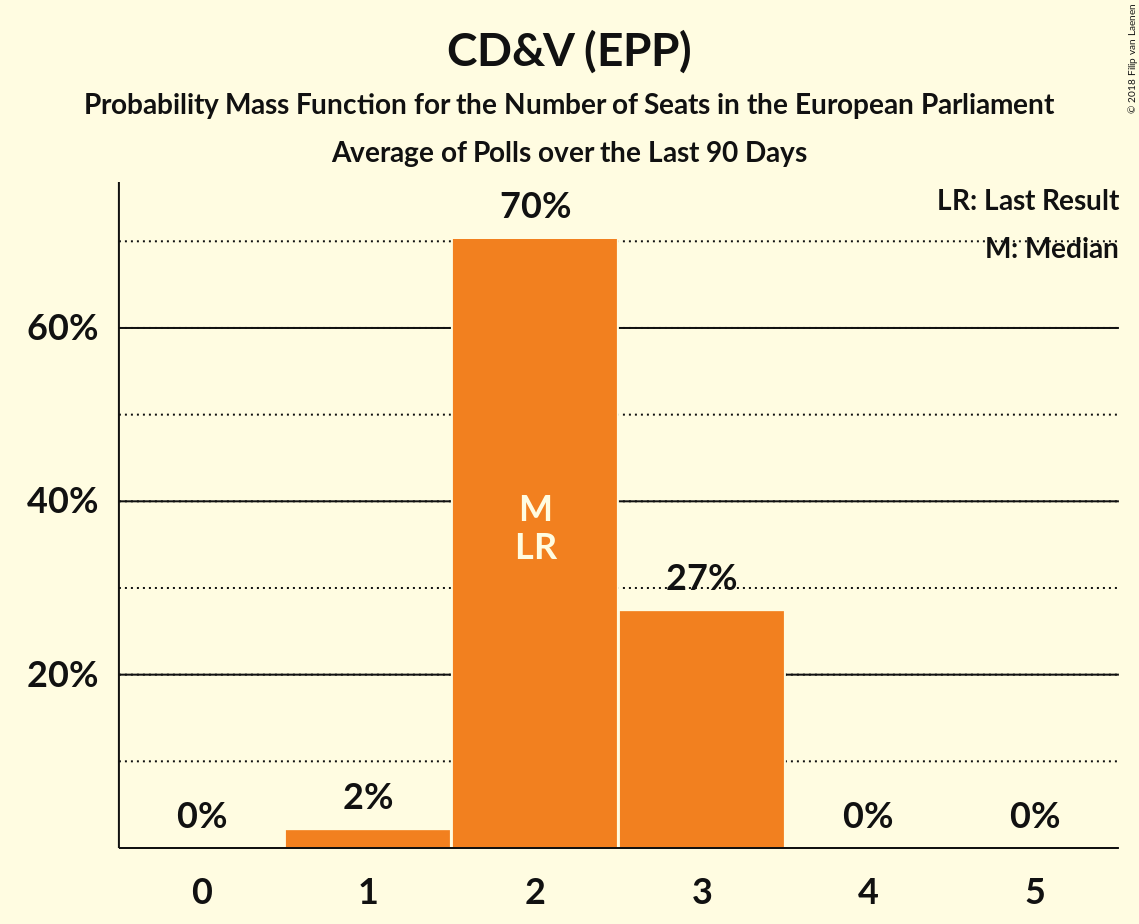 CD&V (EPP)
Probability Mass Function for the Number of Seats in the European Parliament
Average of Polls over the Last 90 Days
© 2018 Filip van Laenen
LR: Last Result
M: Median
60%
40%
20%
0%
2%
70%
M
LR
27%
0%
0%
0 1 2 3 4 5